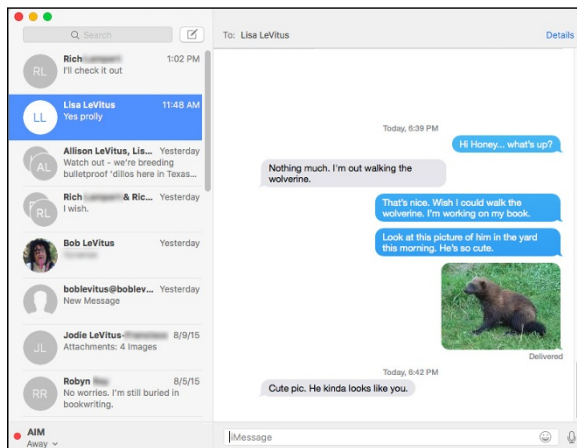 Search
Rich
1:02 PM
RL
I'll check it out
Lisa LeVitus
11:48 AM
LL
Yes prolly
Allison LeVitus, Lis...
Yesterday
AL
Watch out - we're breeding
bulletproof 'dillos here in Texas...
Rich
& Ric...
Yesterday
RL
I wish.
Bob LeVitus
Yesterday
boblevitus@boblev...
Yesterday
New Message
Jodie LeVitus-
8/9/15
JL
Attachments: 4 Images
Robyn
8/5/15
RR
No worries. I'm still buried in
bookwriting.
AIM
Away
To: Lisa LeVitus
Details
Today, 6:39 PM
Hi Honey... what's up?
Nothing much. I'm out walking the
wolverine.
That's nice. Wish I could walk the
wolverine. I'm working on my book.
Look at this picture of him in the yard
this morning. He's so cute.
Delivered
Today, 6:42 PM
Cute pic. He kinda looks like you.
iMessage